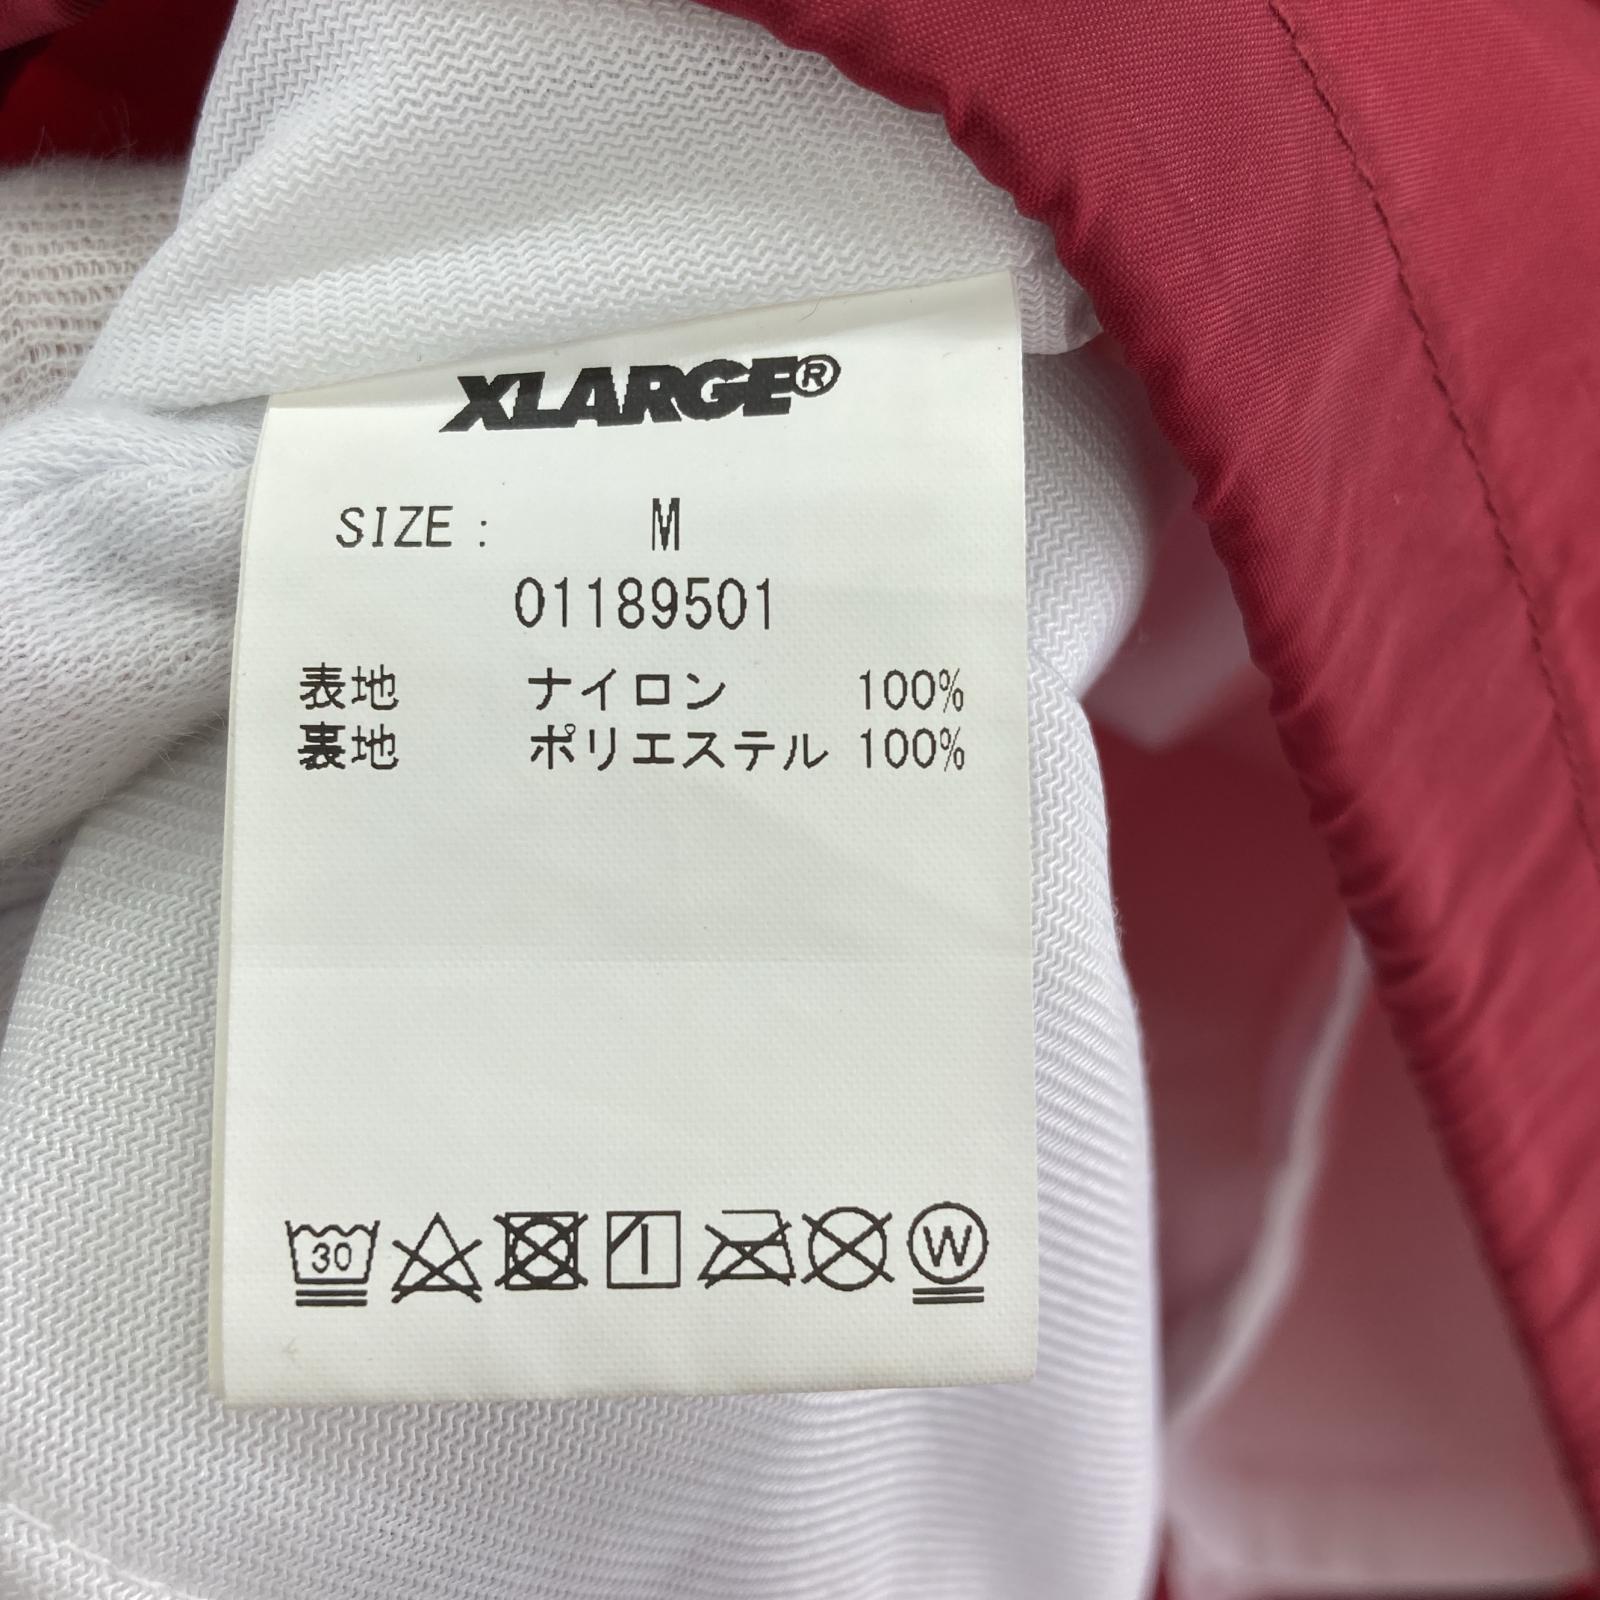 XLARGE®
SIZE : M
01189501
表地 ナイロン 100%
裏地 ポリエステル 100%
30 W